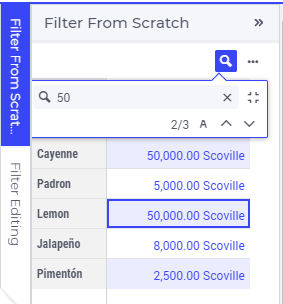 Filter From Scratch
»
Filter From Scrat...
Filter Editing
50
2/3 A
Cayenne 50,000.00 Scoville
Padron 5,000.00 Scoville
Lemon 50,000.00 Scoville
Jalapeño 8,000.00 Scoville
Pimentón 2,500.00 Scoville